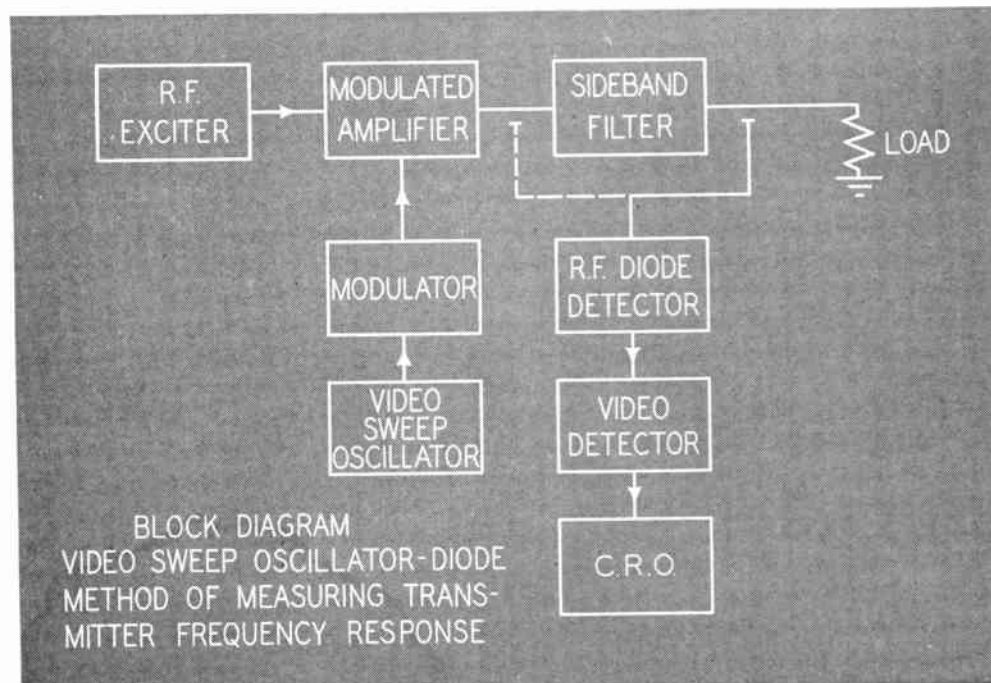 R.F.
EXCITER
MODULATED
AMPLIFIER
SIDEBAND
FILTER
LOAD
MODULATOR
R.F. DIODE
DETECTOR
VIDEO
SWEEP
OSCILLATOR
VIDEO
DETECTOR
C.R.O.
BLOCK DIAGRAM
VIDEO SWEEP OSCILLATOR-DIODE
METHOD OF MEASURING TRANS-
MITTER FREQUENCY RESPONSE